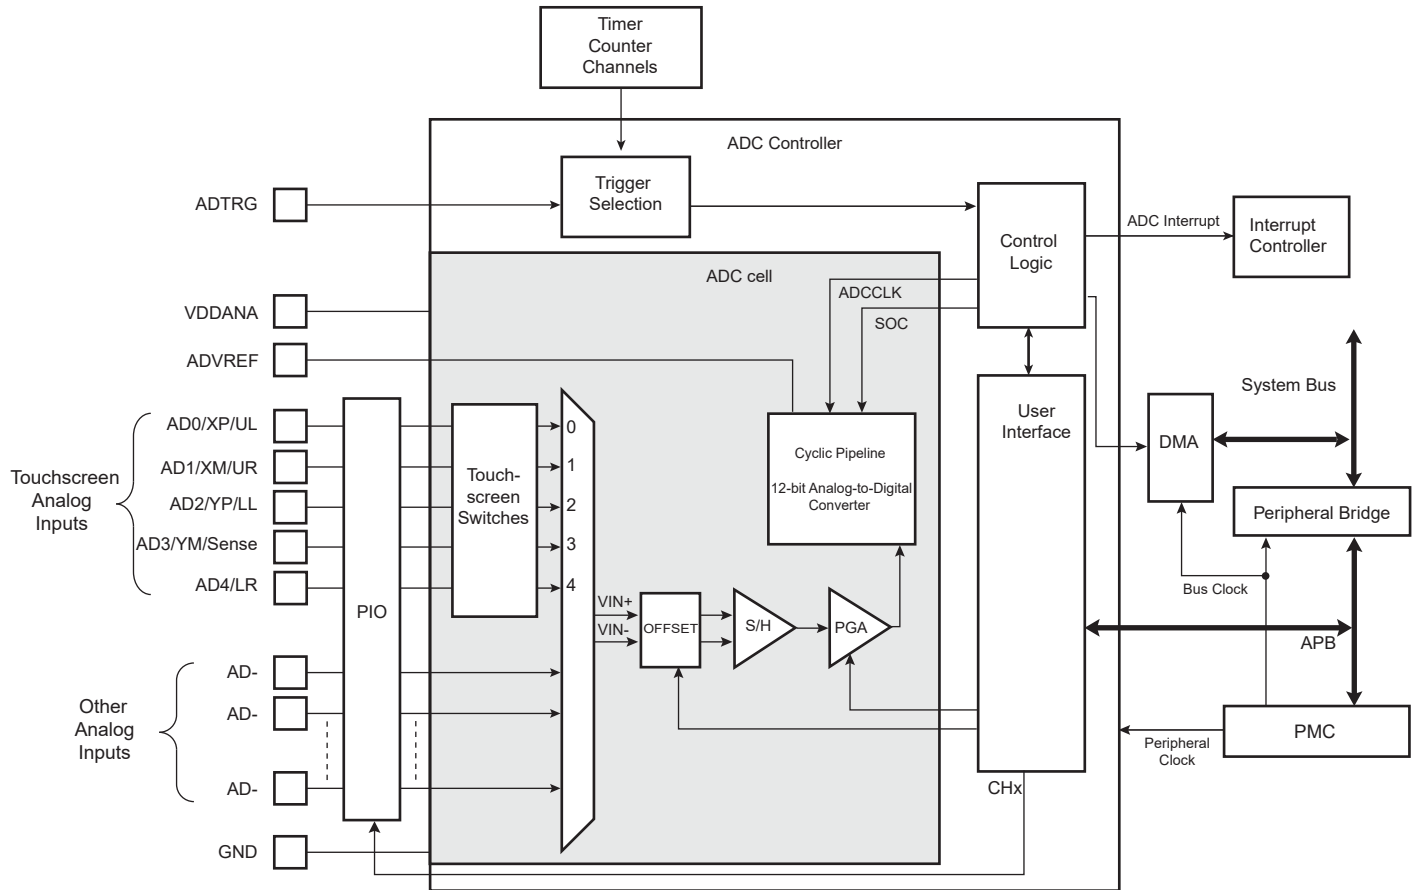 Timer
Counter
Channels
ADC Controller
ADTRG
Trigger
Selection
Control
Logic
ADC Interrupt
Interrupt
Controller
ADC cell
VDDANA
ADCCLK
SOC
ADVREF
System Bus
Touchscreen
Analog
Inputs
AD0/XP/UL
AD1/XM/UR
AD2/YP/LL
AD3/YM/Sense
AD4/LR
PIO
Touch-
screen
Switches
0
1
2
3
4
Cyclic Pipeline
12-bit Analog-to-Digital
Converter
User
Interface
DMA
Peripheral Bridge
Bus Clock
VIN+
VIN-
OFFSET
S/H
PGA
APB
Other
Analog
Inputs
AD-
AD-
AD-
Peripheral
Clock
PMC
CHx
GND